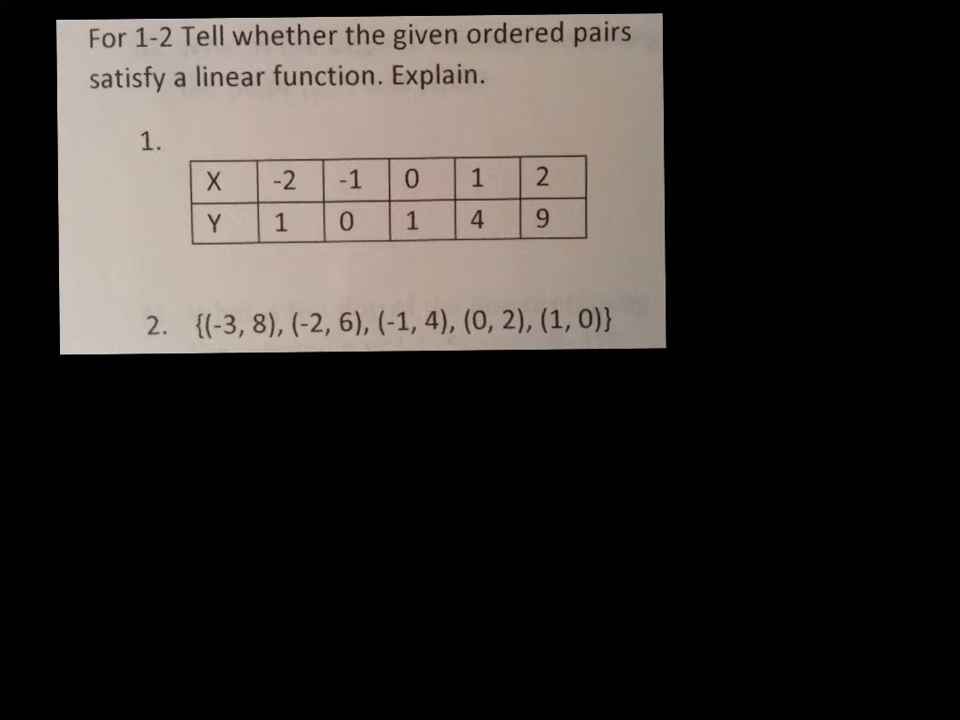 For 1-2 Tell whether the given ordered pairs
satisfy a linear function. Explain.
1.
X -2 -1 0 1 2
Y 1 0 1 4 9
2. {(-3, 8), (-2, 6), (-1, 4), (0, 2), (1, 0)}